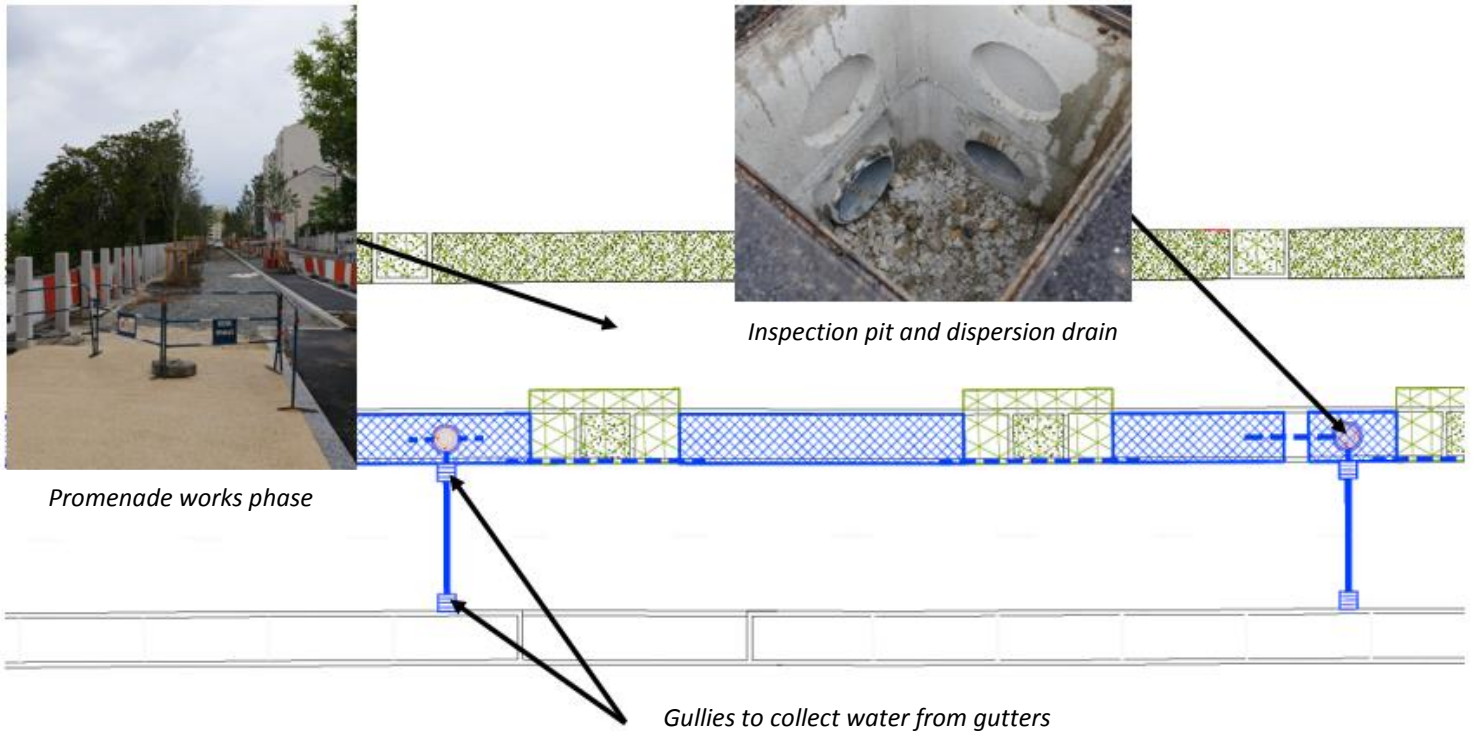 Inspection pit and dispersion drain
Promenade works phase
Gullies to collect water from gutters